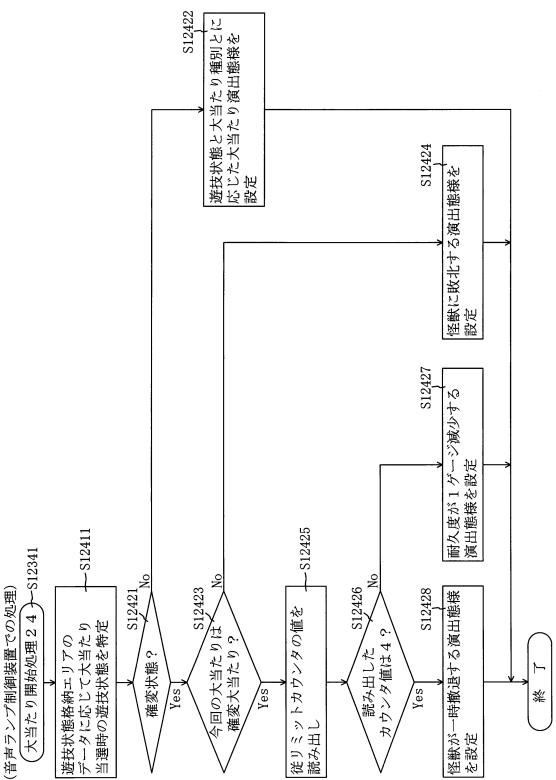 (音声ランプ制御装置での処理)
大当たり開始処理24
S12341
遊技状態格納エリアの
データに応じて大当たり
当選時の遊技状態を特定
S12411
確変状態?
S12421
No
Yes
遊技状態と大当たり種別とに
応じた大当たり演出態様を
設定
S12422
今回の大当たりは
確変大当たり?
S12423
No
Yes
怪獣に敗北する演出態様を
設定
S12424
従リミットカウンタの値を
読み出し
S12425
読み出した
カウンタ値は4?
S12426
No
Yes
耐久度が1ゲージ減少する
演出態様を設定
S12427
怪獣が一時撤退する演出態様
を設定
S12428
終 了